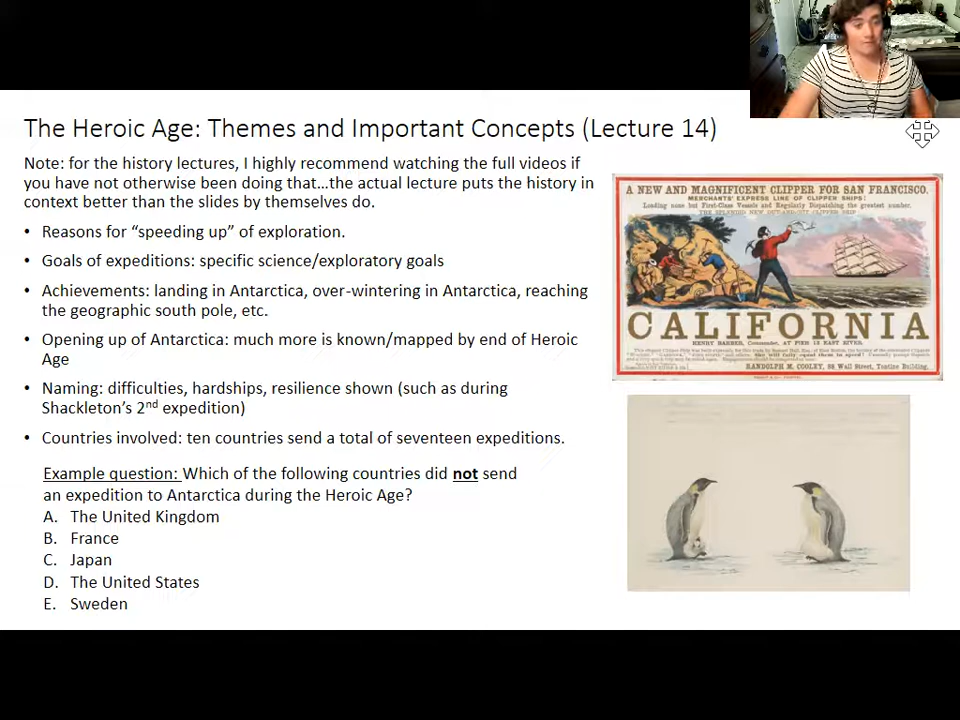 The Heroic Age: Themes and Important Concepts (Lecture 14)
Note: for the history lectures, I highly recommend watching the full videos if
you have not otherwise been doing that…the actual lecture puts the history in
context better than the slides by themselves do.
• Reasons for “speeding up” of exploration.
• Goals of expeditions: specific science/exploratory goals
• Achievements: landing in Antarctica, over-wintering in Antarctica, reaching
the geographic south pole, etc.
• Opening up of Antarctica: much more is known/mapped by end of Heroic
Age
• Naming: difficulties, hardships, resilience shown (such as during
Shackleton’s 2nd expedition)
• Countries involved: ten countries send a total of seventeen expeditions.
Example question: Which of the following countries did not send
an expedition to Antarctica during the Heroic Age?
A. The United Kingdom
B. France
C. Japan
D. The United States
E. Sweden
A NEW AND MAGNIFICENT CLIPPER FOR SAN FRANCISCO.
MERCHANTS' EXPRESS LINE OF CLIPPER SHIPS!
Loading none but First-Class Vessels and Regularly Dispatching the greatest number.
CALIFORNIA
HENRY BARBER, Commander, AT PIER 13 EAST RIVER.
RANDOLPH M. COOLEY, 88 Wall Street, Tontine Building.